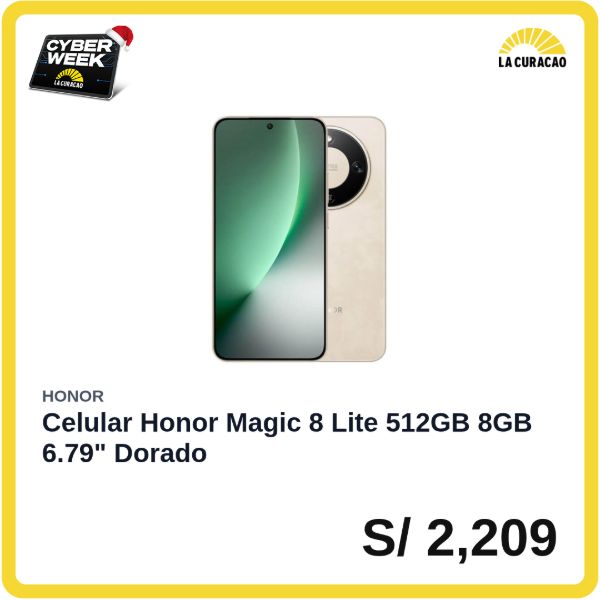 CYBER
WEEK
LA CURACAO
LA CURACAO
HONOR
Celular Honor Magic 8 Lite 512GB 8GB
6.79" Dorado
S/ 2,209